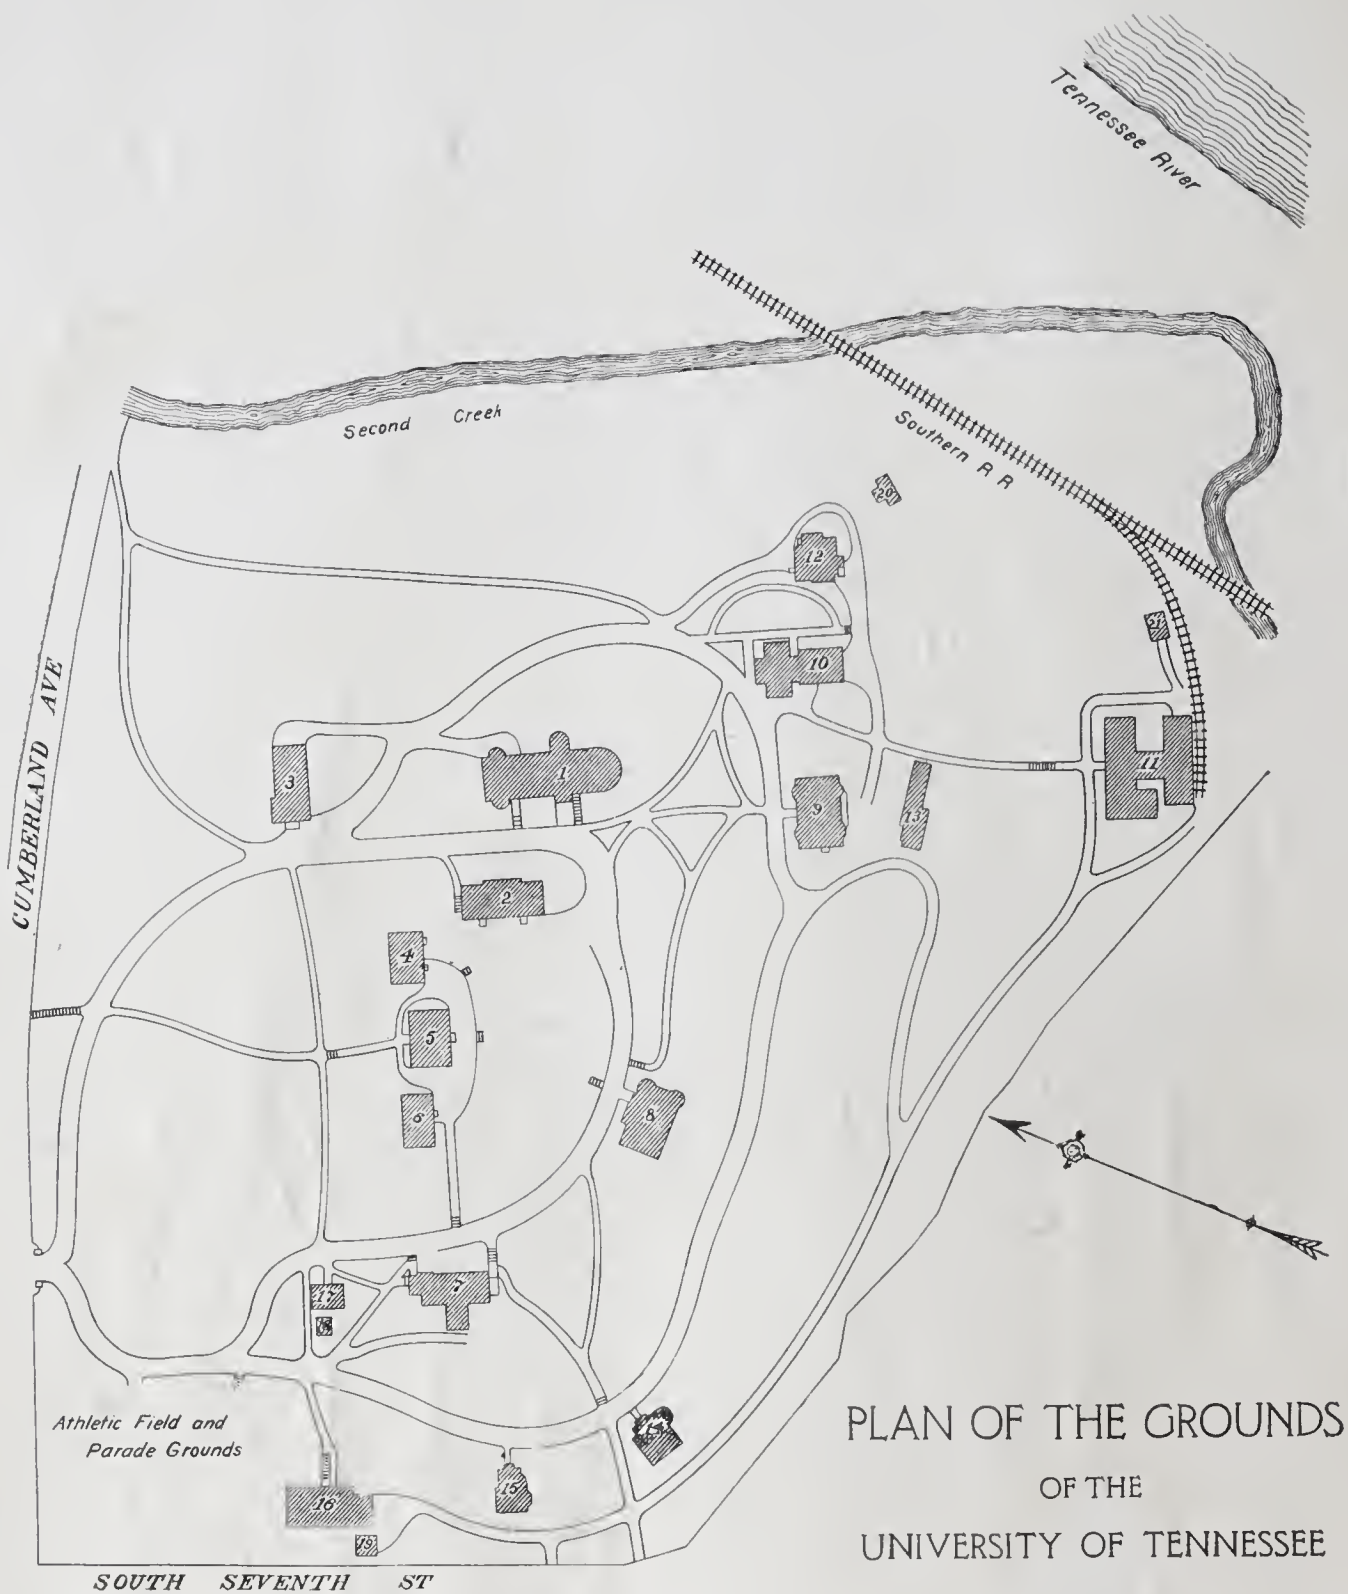 Tennessee River
Second Creek
Southern R R
20
12
21
10
CUMBERLAND AVE
3
1
11
9
13
2
4
5
6
8
7
17
18
14
Athletic Field and
Parade Grounds
15
16
19
SOUTH SEVENTH ST
PLAN OF THE GROUNDS
OF THE
UNIVERSITY OF TENNESSEE